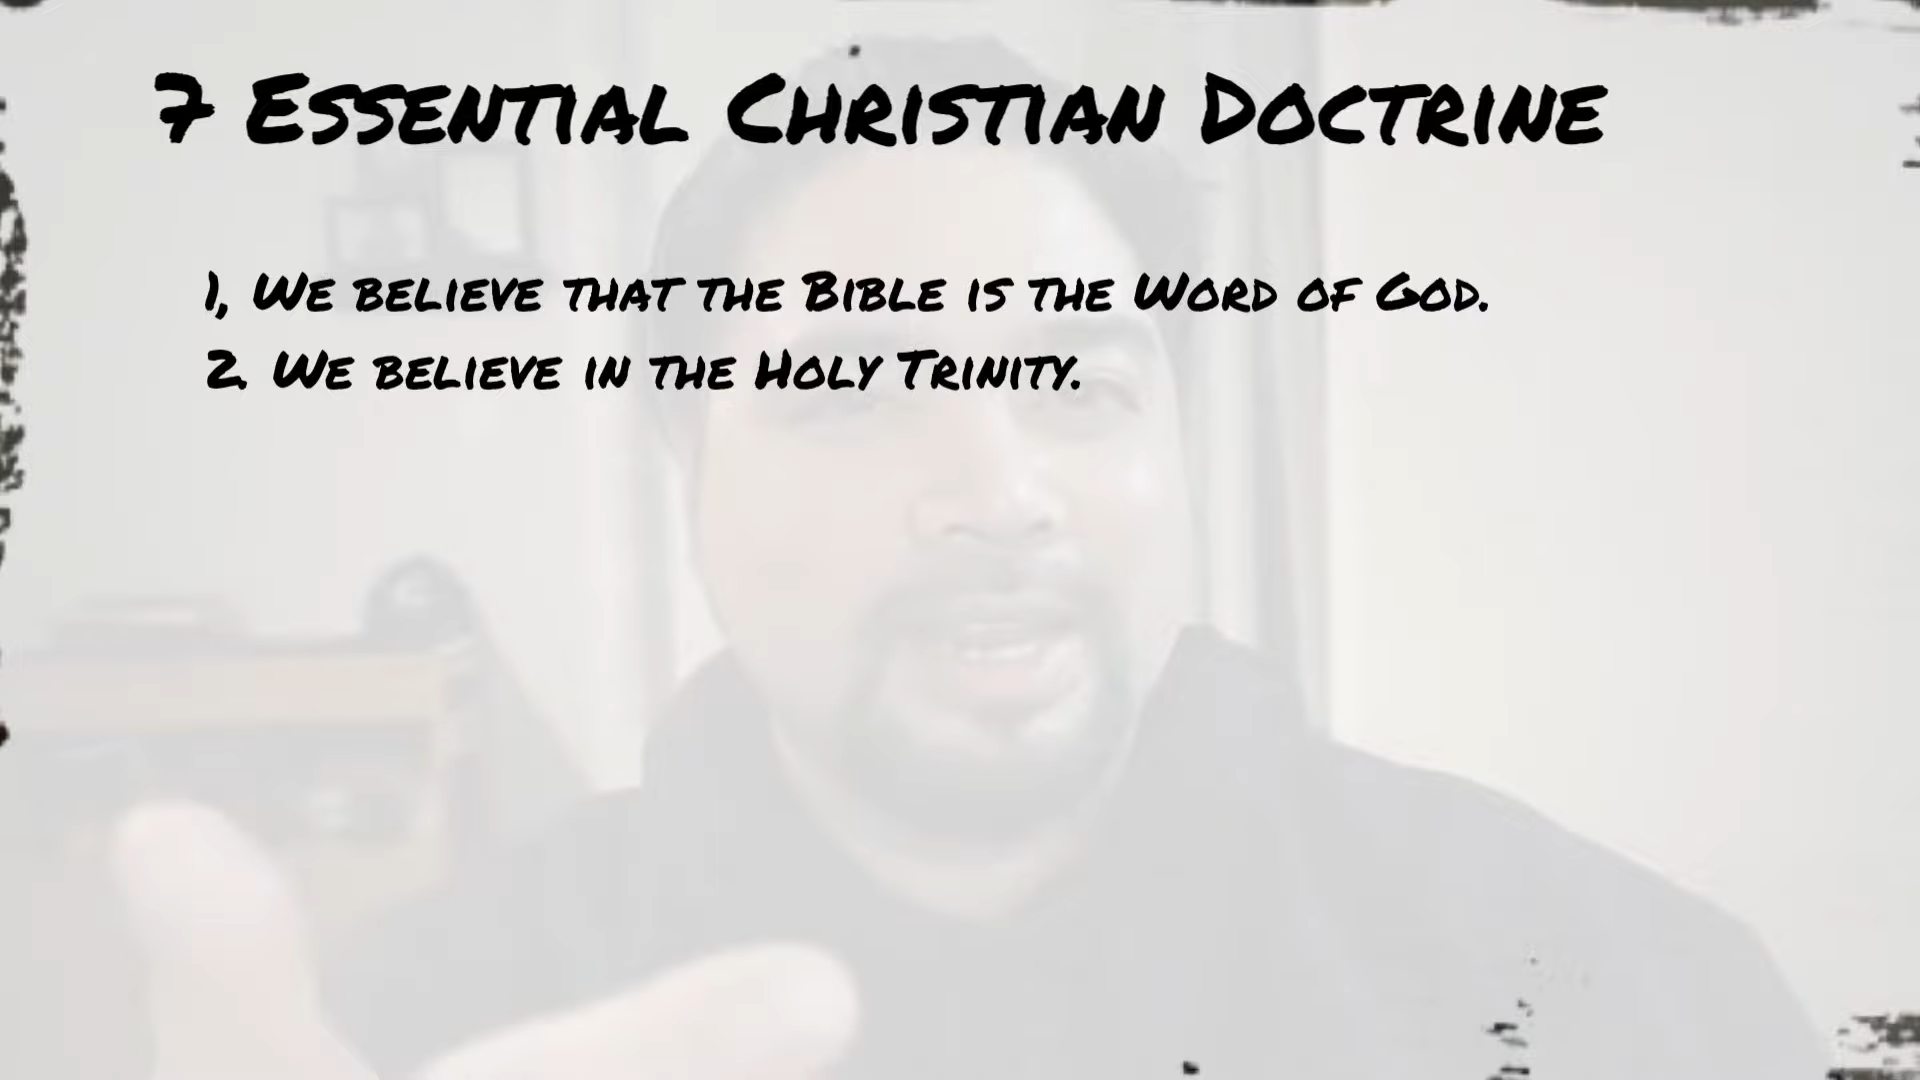 7 Essential Christian Doctrine
1, We believe that the Bible is the Word of God.
2. We believe in the Holy Trinity.